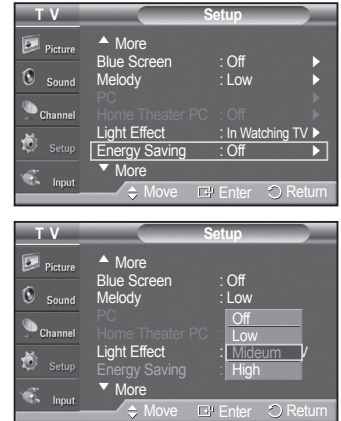 T V Setup
Picture
Sound
Channel
Setup
Input
▲ More
Blue Screen : Off ▶
Melody : Low ▶
PC ▶
Home Theater PC : Off ▶
Light Effect : In Watching TV ▶
Energy Saving : Off ▶
▼ More
Move Enter Return
T V Setup
Picture
Sound
Channel
Setup
Input
▲ More
Blue Screen : Off
Melody : Low
PC
Home Theater PC :
Light Effect : V
Energy Saving :
Off
Low
Mideum
High
▼ More
Move Enter Return